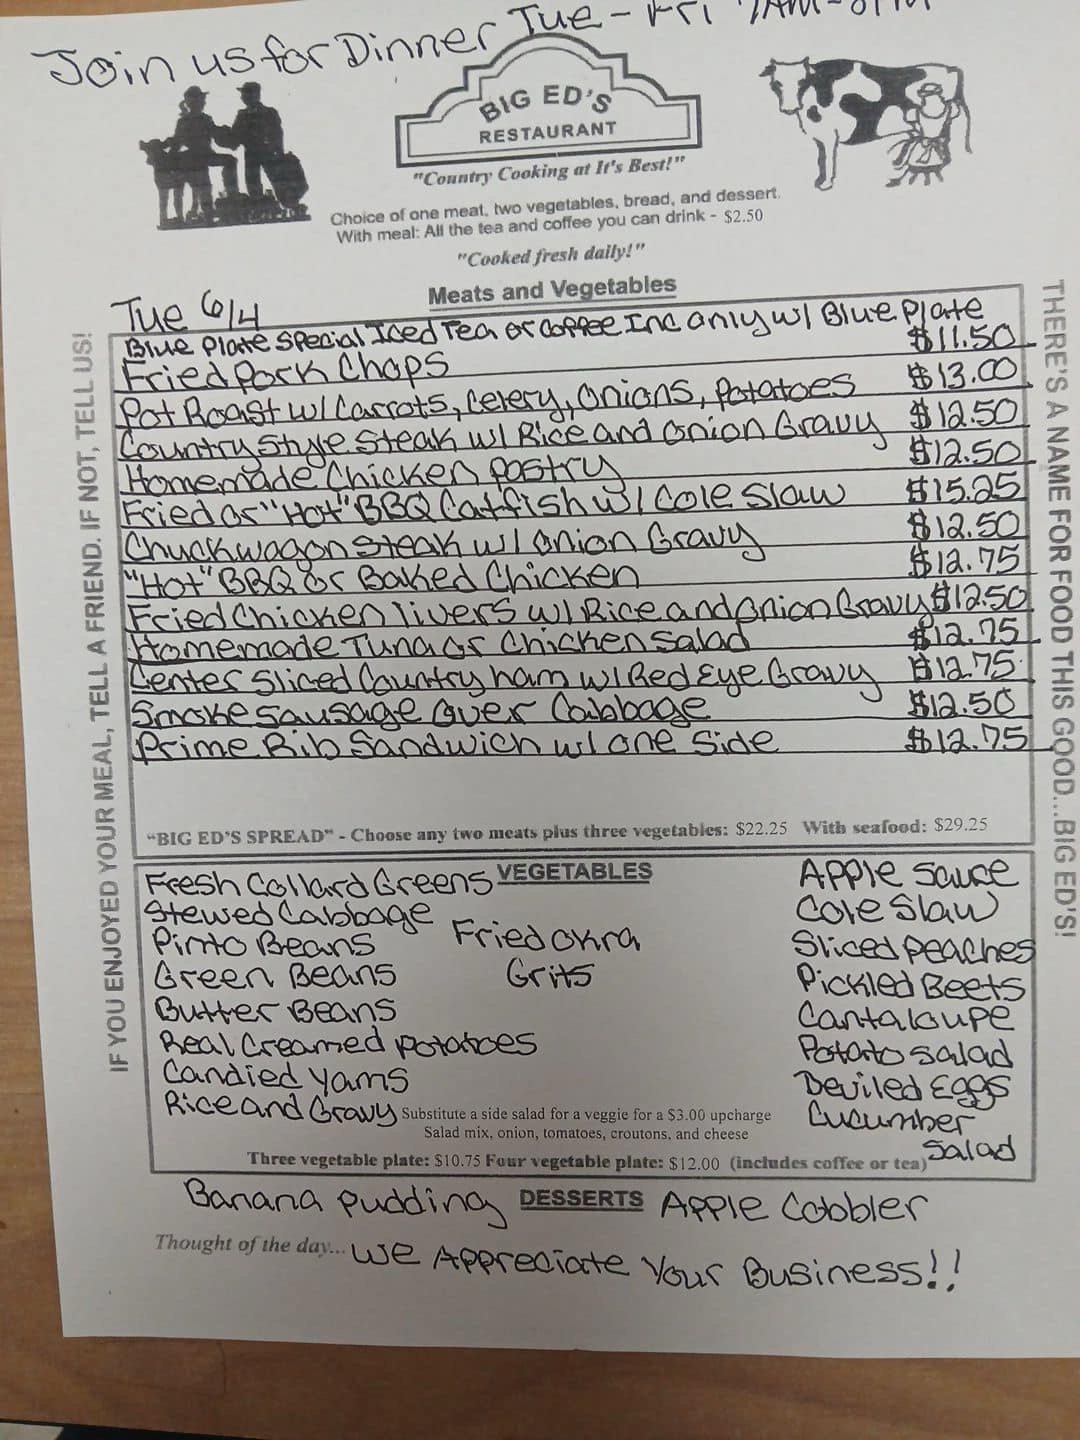 Join us for Dinner Tue - Fri 7AM-8PM
BIG ED'S
RESTAURANT
"Country Cooking at It's Best!"
Choice of one meat, two vegetables, bread, and dessert.
With meal: All the tea and coffee you can drink - $2.50
"Cooked fresh daily!"
Meats and Vegetables
Tue 6/4
Blue Plate Special Iced Tea or Coffee Inc only w/ Blue Plate
Fried Pork Chops $11.50
Pot Roast w/ Carrots, Celery, Onions, Potatoes $13.00
Country Style Steak w/ Rice and Onion Gravy $12.50
Homemade Chicken Pastry $12.50
Fried or "Hot" BBQ Catfish w/ Cole Slaw $15.25
Chuckwagon Steak w/ Onion Gravy $12.50
"Hot" BBQ or Baked Chicken $12.75
Fried Chicken livers w/ Rice and Onion Gravy $12.50
Homemade Tuna or Chicken Salad $12.75
Center Sliced Country ham w/ Red Eye Gravy $12.75
Smoke Sausage Over Cabbage $12.50
Prime Rib Sandwich w/ one Side $12.75
"BIG ED'S SPREAD" - Choose any two meats plus three vegetables: $22.25 With seafood: $29.25
VEGETABLES
Fresh Collard Greens
Stewed Cabbage
Pinto Beans
Green Beans
Butter Beans
Real Creamed Potatoes
Candied Yams
Rice and Gravy
Fried okra
Grits
Apple Sauce
Cole Slaw
Sliced Peaches
Pickled Beets
Cantaloupe
Potato Salad
Deviled Eggs
Cucumber
Salad
Substitute a side salad for a veggie for a $3.00 upcharge
Salad mix, onion, tomatoes, croutons, and cheese
Three vegetable plate: $10.75 Four vegetable plate: $12.00 (includes coffee or tea)
Banana Pudding DESSERTS Apple Cobbler
Thought of the day... We Appreciate Your Business!!
IF YOU ENJOYED YOUR MEAL, TELL A FRIEND. IF NOT, TELL US!
THERE'S A NAME FOR FOOD THIS GOOD...BIG ED'S!